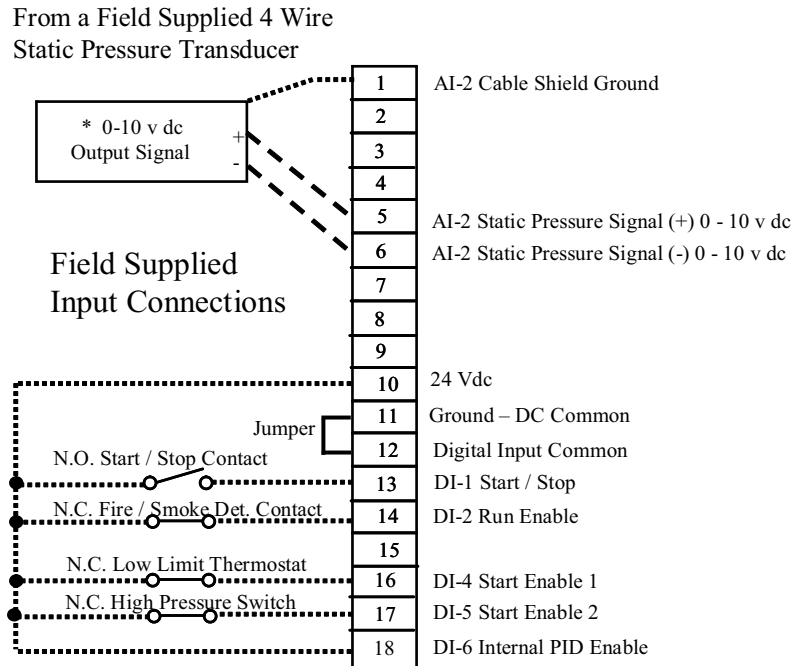 From a Field Supplied 4 Wire
Static Pressure Transducer
* 0-10 v dc
Output Signal
+
-
Field Supplied
Input Connections
1 AI-2 Cable Shield Ground
2
3
4
5 AI-2 Static Pressure Signal (+) 0 - 10 v dc
6 AI-2 Static Pressure Signal (-) 0 - 10 v dc
7
8
9
10 24 Vdc
11 Ground – DC Common
Jumper
12 Digital Input Common
N.O. Start / Stop Contact
13 DI-1 Start / Stop
N.C. Fire / Smoke Det. Contact
14 DI-2 Run Enable
15
N.C. Low Limit Thermostat
16 DI-4 Start Enable 1
N.C. High Pressure Switch
17 DI-5 Start Enable 2
18 DI-6 Internal PID Enable